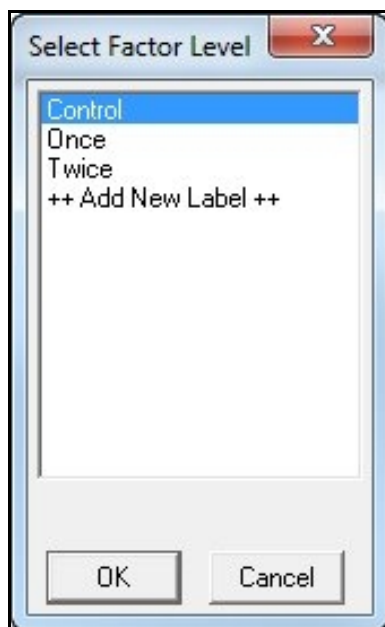 Select Factor Level
Control
Once
Twice
++ Add New Label ++
OK
Cancel